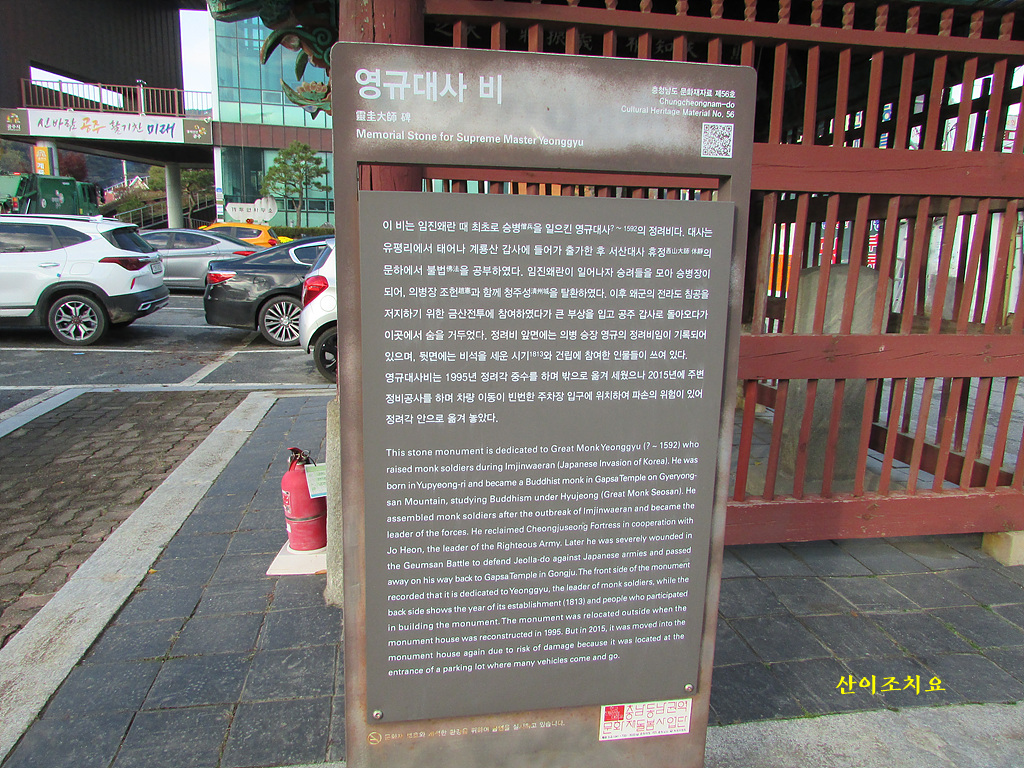 신바람 공주 활기찬 미래
영규대사 비
靈圭大師 碑
Memorial Stone for Supreme Master Yeonggyu
충청남도 문화재자료 제56호
Chungcheongnam-do
Cultural Heritage Material No. 56
이 비는 임진왜란 때 최초로 승병僧兵을 일으킨 영규대사? ~ 1592의 정려비다. 대사는
유평리에서 태어나 계룡산 갑사에 들어가 출가한 후 서산대사 휴정西山大師 休靜의
문하에서 불법佛法을 공부하였다. 임진왜란이 일어나자 승려들을 모아 승병장이
되어, 의병장 조헌趙憲과 함께 청주성淸州城을 탈환하였다. 이후 왜군의 전라도 침공을
저지하기 위한 금산전투에 참여하였다가 큰 부상을 입고 공주 갑사로 돌아오다가
이곳에서 숨을 거두었다. 정려비 앞면에는 의병 승장 영규의 정려비임이 기록되어
있으며, 뒷면에는 비석을 세운 시기1813와 건립에 참여한 인물들이 쓰여 있다.
영규대사비는 1995년 정려각 중수를 하며 밖으로 옮겨 세웠으나 2015년에 주변
정비공사를 하며 차량 이동이 빈번한 주차장 입구에 위치하여 파손의 위험이 있어
정려각 안으로 옮겨 놓았다.
This stone monument is dedicated to Great Monk Yeonggyu (? ~ 1592) who
raised monk soldiers during Imjinwaeran (Japanese Invasion of Korea). He was
born in Yupyeong-ri and became a Buddhist monk in Gapsa Temple on Gyeryong-
san Mountain, studying Buddhism under Hyujeong (Great Monk Seosan). He
assembled monk soldiers after the outbreak of Imjinwaeran and became the
leader of the forces. He reclaimed Cheongjuseong Fortress in cooperation with
Jo Heon, the leader of the Righteous Army. Later he was severely wounded in
the Geumsan Battle to defend Jeolla-do against Japanese armies and passed
away on his way back to Gapsa Temple in Gongju. The front side of the monument
recorded that it is dedicated to Yeonggyu, the leader of monk soldiers, while the
back side shows the year of its establishment (1813) and people who participated
in building the monument. The monument was relocated outside when the
monument house was reconstructed in 1995. But in 2015, it was moved into the
monument house again due to risk of damage because it was located at the
entrance of a parking lot where many vehicles come and go.
충남동남권역
문화재돌봄사업단
산이조치요